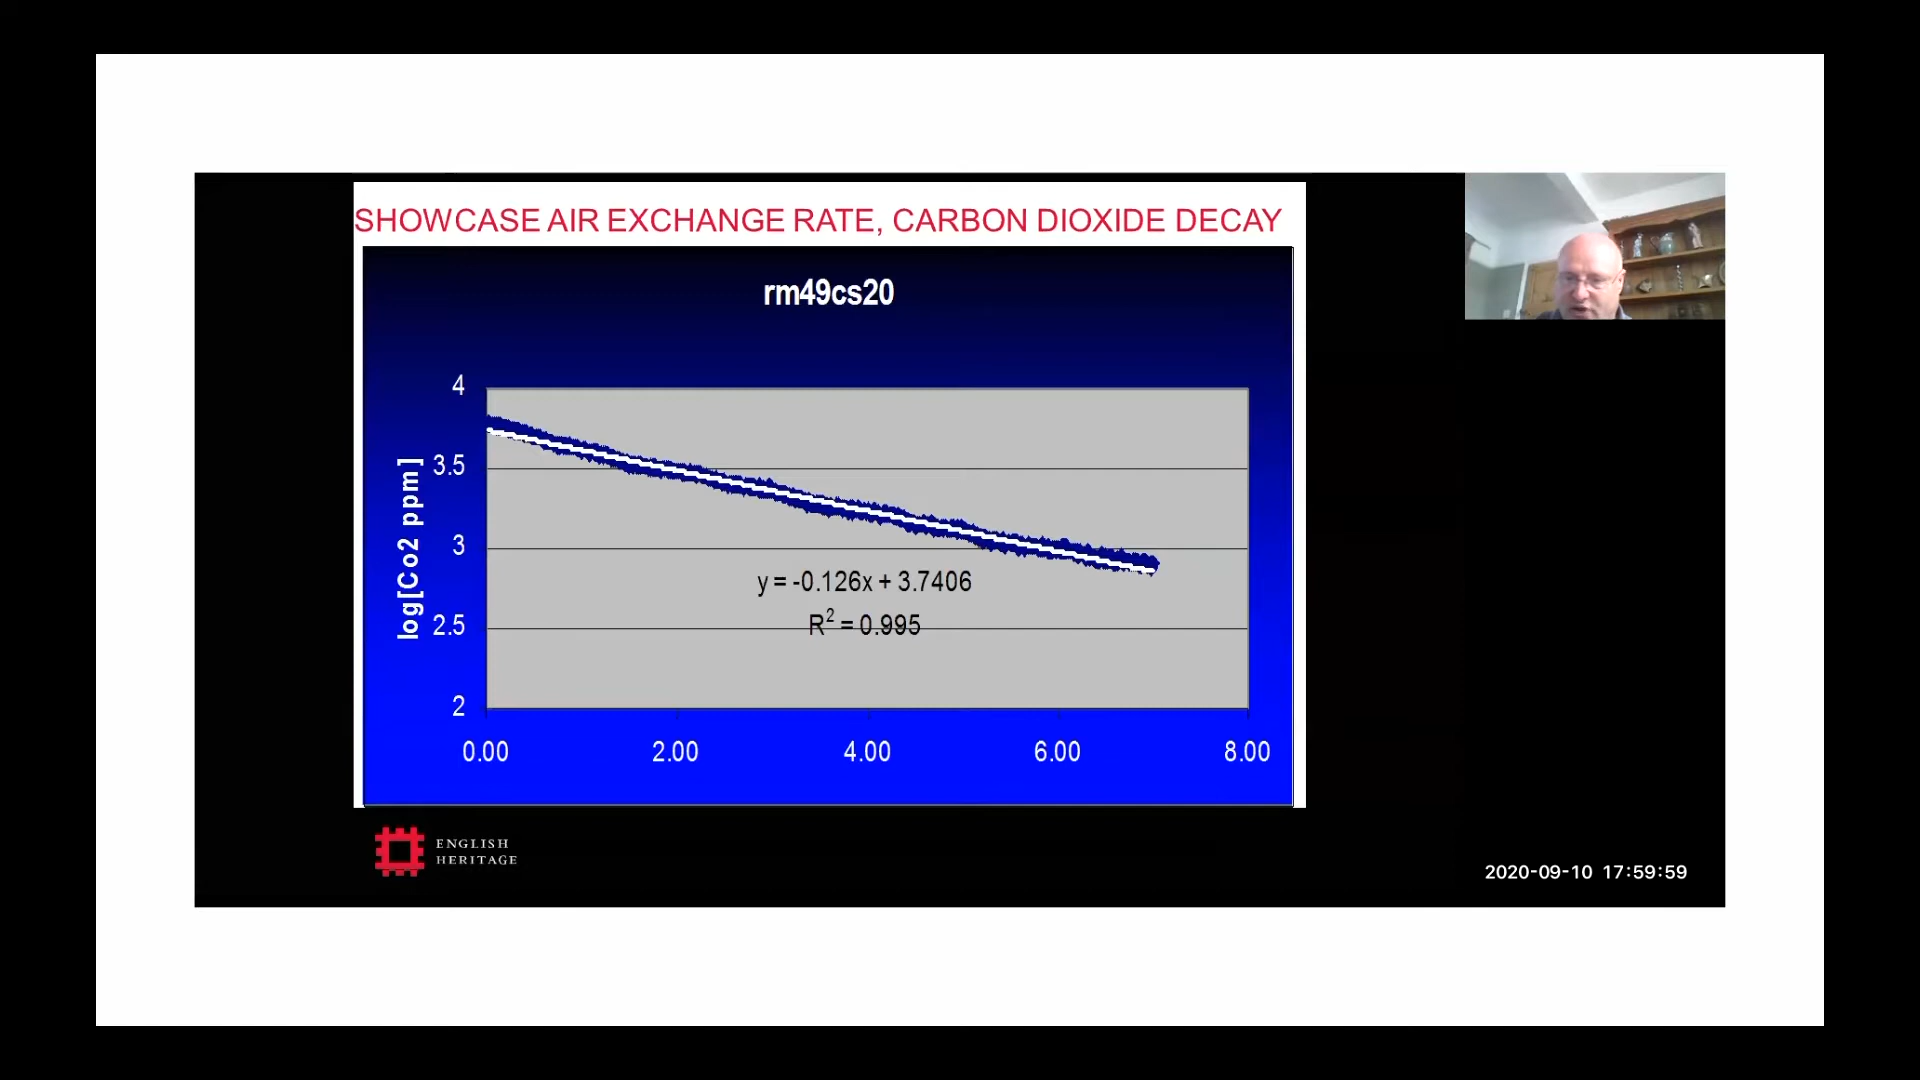 SHOWCASE AIR EXCHANGE RATE, CARBON DIOXIDE DECAY
rm49cs20
log[Co2 ppm]
4
3.5
3
2.5
2
y = -0.126x + 3.7406
R² = 0.995
0.00 2.00 4.00 6.00 8.00
ENGLISH
HERITAGE
2020-09-10 17:59:59